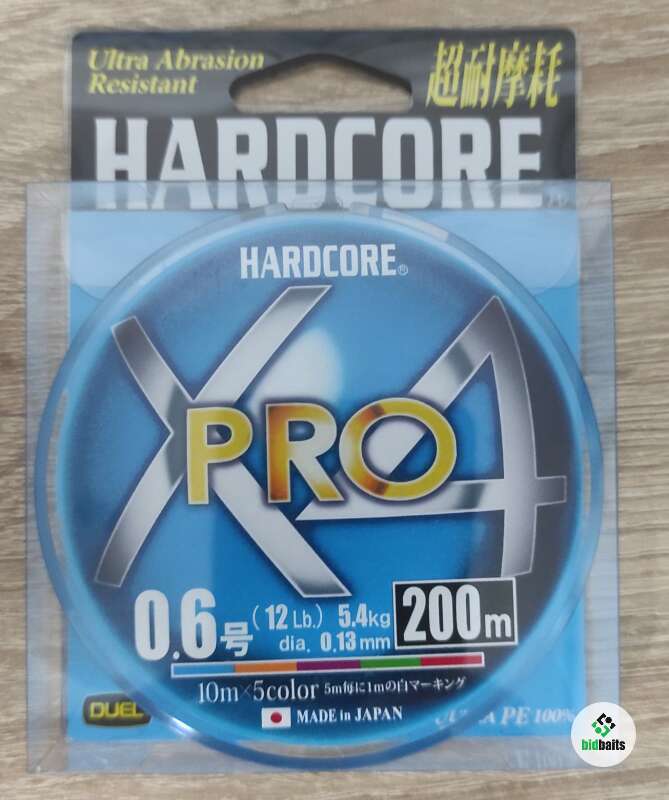 Ultra Abrasion
Resistant
超耐摩耗
HARDCORE
HARDCORE®
X4
PRO
0.6号 (12Lb.) 5.4kg
dia. 0.13mm
200m
10m×5color 5m毎に1mの白マーキング
DUEL
MADE in JAPAN
PE 100%
bidbaits